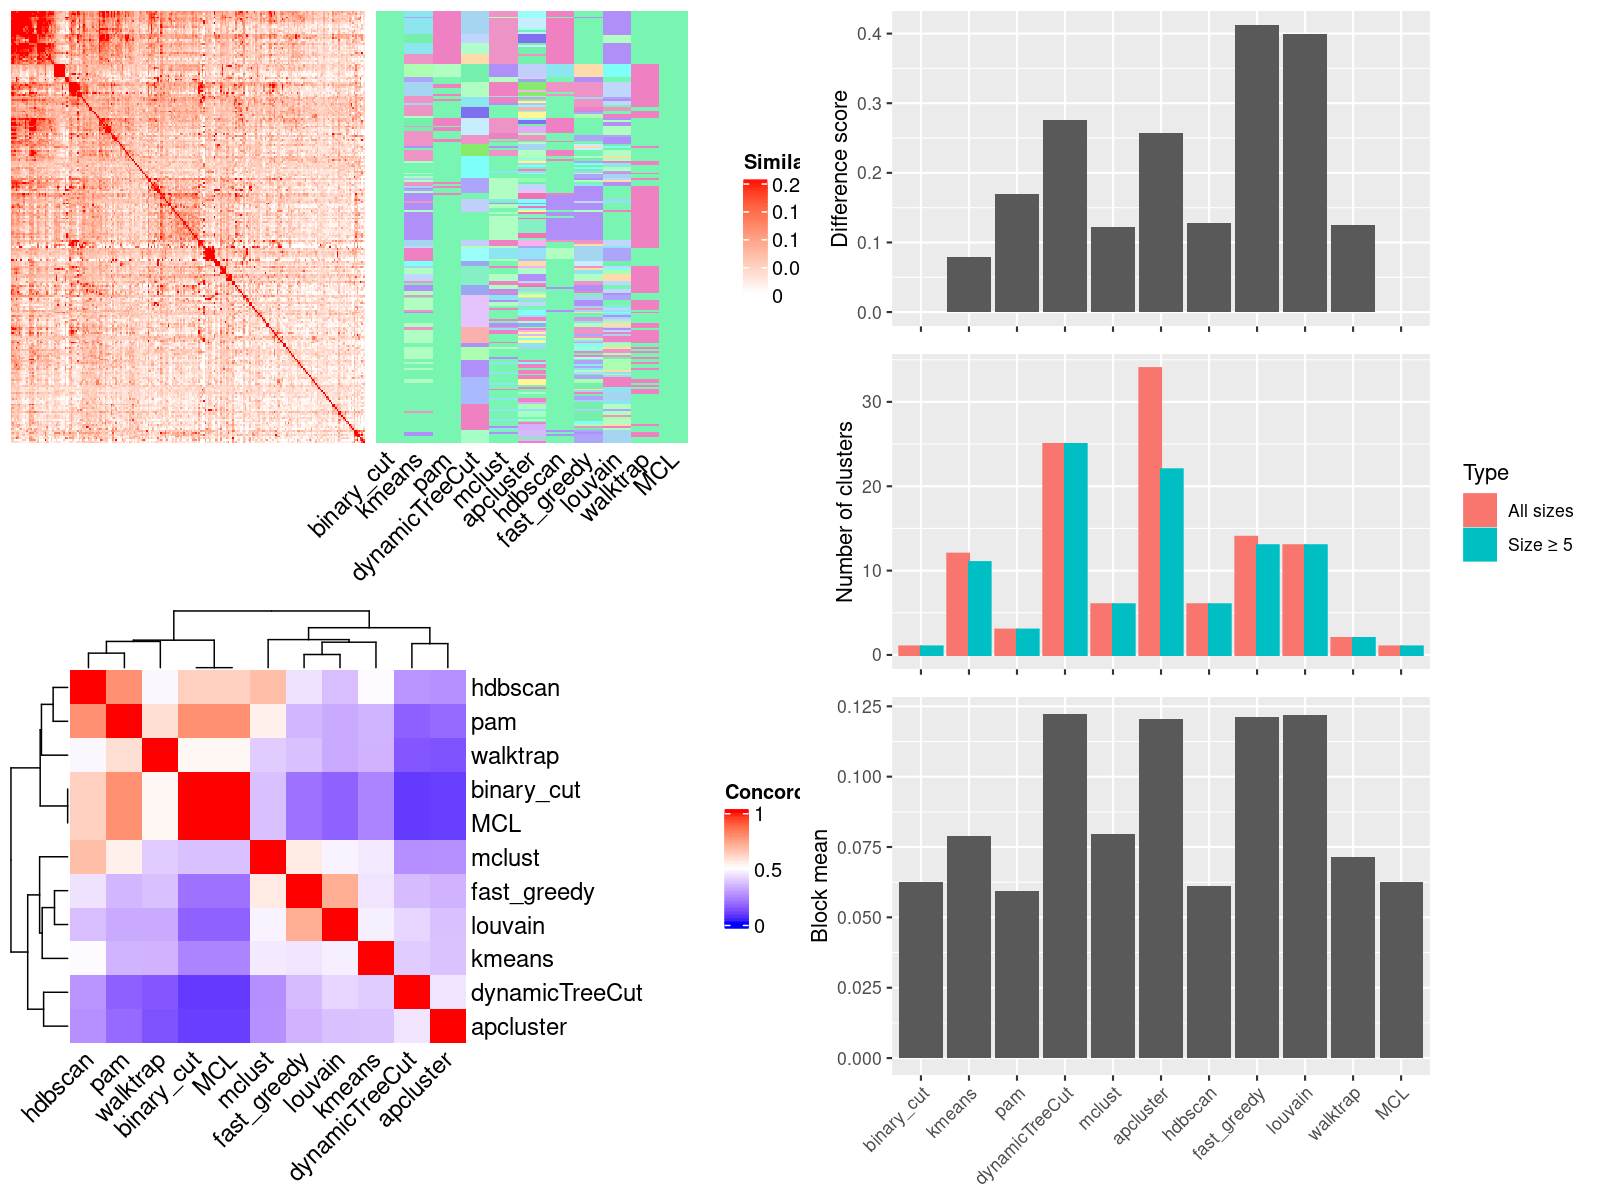 Simila
0.2
0.1
0.1
0.0
0
binary_cut
kmeans
pam
dynamicTreeCut
mclust
apcluster
hdbscan
fast_greedy
louvain
walktrap
MCL
hdbscan
pam
walktrap
binary_cut
MCL
mclust
fast_greedy
louvain
kmeans
dynamicTreeCut
apcluster
hdbscan
pam
walktrap
binary_cut
MCL
mclust
fast_greedy
louvain
kmeans
dynamicTreeCut
apcluster
Concord
1
0.5
0
Difference score
0.4
0.3
0.2
0.1
0.0
Number of clusters
30
20
10
0
Type
All sizes
Size ≥ 5
Block mean
0.125
0.100
0.075
0.050
0.025
0.000
binary_cut
kmeans
pam
dynamicTreeCut
mclust
apcluster
hdbscan
fast_greedy
louvain
walktrap
MCL